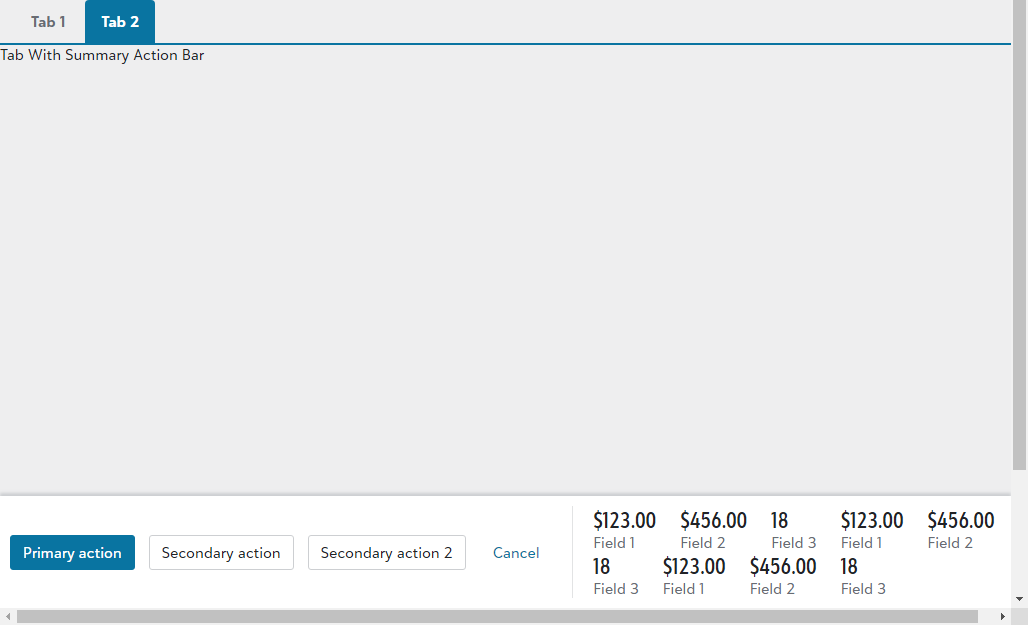 Tab 1 Tab 2
Tab With Summary Action Bar
Primary action Secondary action Secondary action 2 Cancel
$123.00 $456.00 18 $123.00 $456.00
Field 1 Field 2 Field 3 Field 1 Field 2
18 $123.00 $456.00 18
Field 3 Field 1 Field 2 Field 3